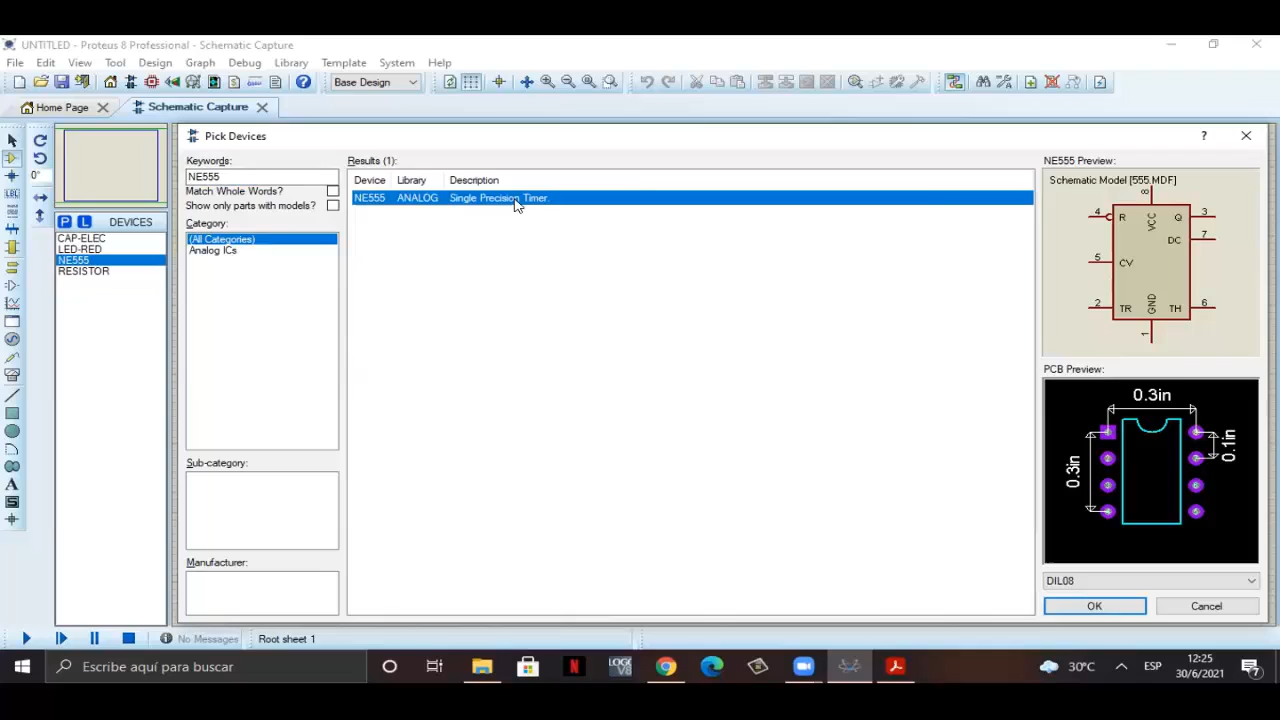 UNTITLED - Proteus 8 Professional - Schematic Capture
File Edit View Tool Design Graph Debug Library Template System Help
Base Design
Home Page
Schematic Capture
Pick Devices
Keywords:
NE555
Match Whole Words?
Show only parts with models?
Category:
(All Categories)
Analog ICs
Sub-category:
Manufacturer:
Results (1):
Device Library Description
NE555 ANALOG Single Precision Timer.
NE555 Preview:
Schematic Model [555.MDF]
8
4 R VCC Q 3
DC 7
5 CV
2 TR GND TH 6
1
PCB Preview:
0.3in
0.3in
0.1in
DIL08
OK Cancel
0°
LBL
P L DEVICES
CAP-ELEC
LED-RED
NE555
RESISTOR
A
S
No Messages Root sheet 1
Escribe aquí para buscar
N
30°C
ESP
12:25
30/6/2021
7